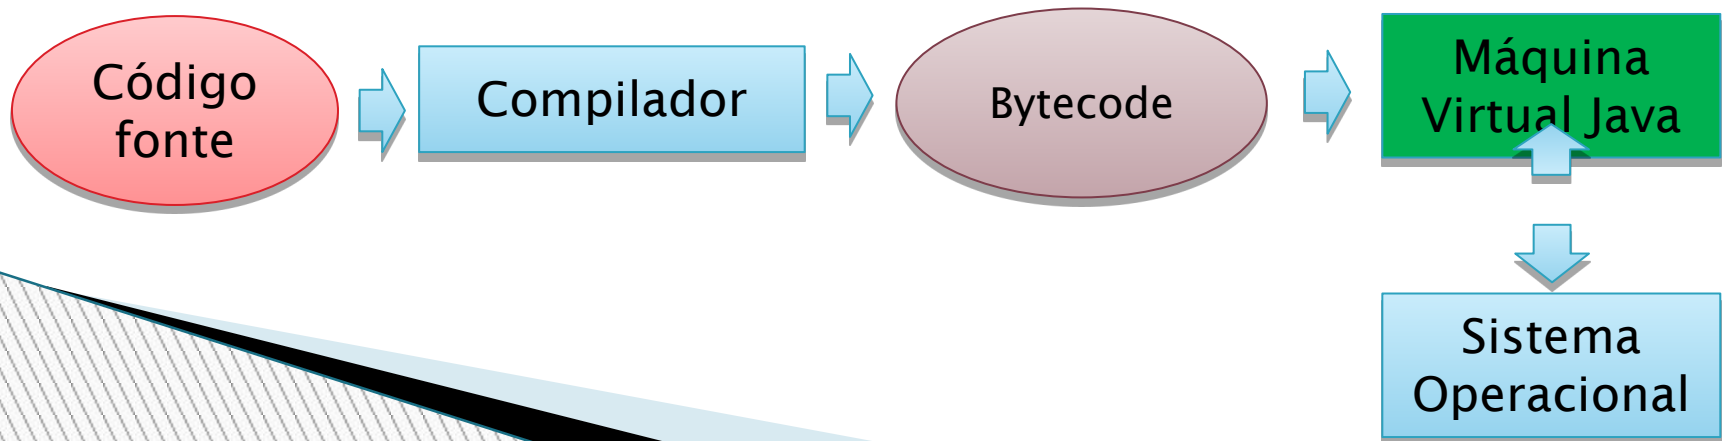 Código
fonte
Compilador
Bytecode
Máquina
Virtual Java
Sistema
Operacional